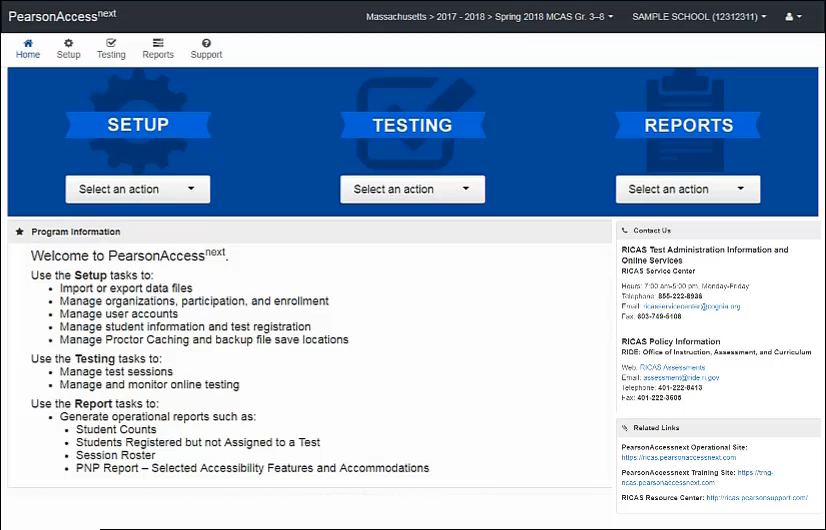 PearsonAccessnext
Massachusetts > 2017 - 2018 > Spring 2018 MCAS Gr. 3–8
SAMPLE SCHOOL (12312311)
Home
Setup
Testing
Reports
Support
SETUP
TESTING
REPORTS
Select an action
Select an action
Select an action
Program Information
Welcome to PearsonAccessnext.
Use the Setup tasks to:
• Import or export data files
• Manage organizations, participation, and enrollment
• Manage user accounts
• Manage student information and test registration
• Manage Proctor Caching and backup file save locations
Use the Testing tasks to:
• Manage test sessions
• Manage and monitor online testing
Use the Report tasks to:
• Generate operational reports such as:
• Student Counts
• Students Registered but not Assigned to a Test
• Session Roster
• PNP Report – Selected Accessibility Features and Accommodations
Contact Us
RICAS Test Administration Information and
Online Services
RICAS Service Center
Hours: 7:00 am-5:00 pm, Monday-Friday
Telephone: 855-222-8936
Email: ricasservicecenter@cognia.org
Fax: 603-749-5108
RICAS Policy Information
RIDE: Office of Instruction, Assessment, and Curriculum
Web: RICAS Assessments
Email: assessment@ride.ri.gov
Telephone: 401-222-8413
Fax: 401-222-3605
Related Links
PearsonAccessnext Operational Site:
https://ricas.pearsonaccessnext.com
PearsonAccessnext Training Site: https://trng-
ricas.pearsonaccessnext.com
RICAS Resource Center: http://ricas.pearsonsupport.com/